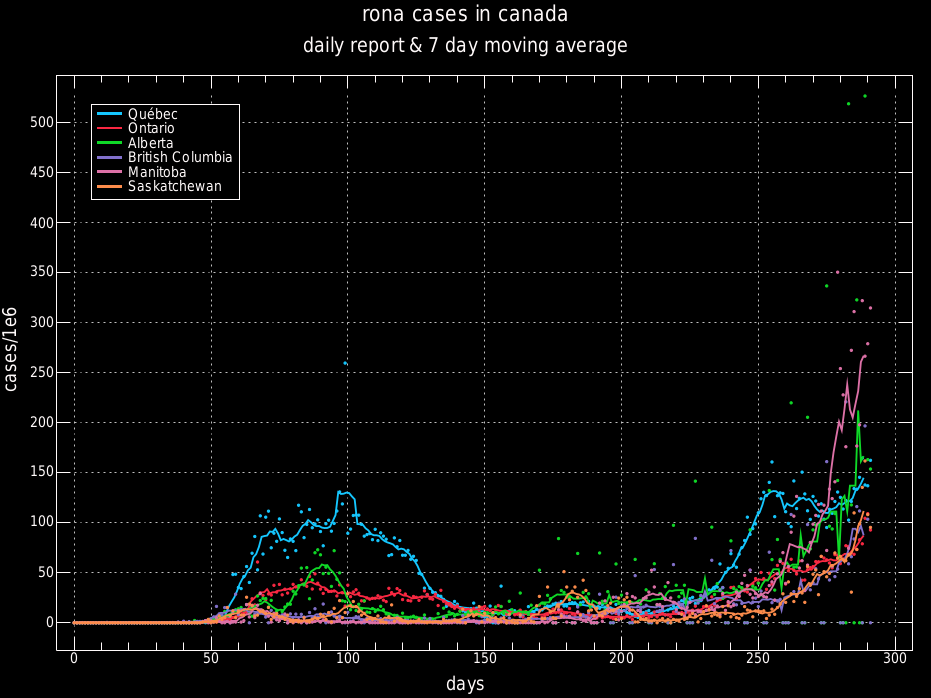 rona cases in canada
daily report & 7 day moving average
Québec
Ontario
Alberta
British Columbia
Manitoba
Saskatchewan
500
450
400
350
300
250
200
150
100
50
0
cases/1e6
0 50 100 150 200 250 300
days